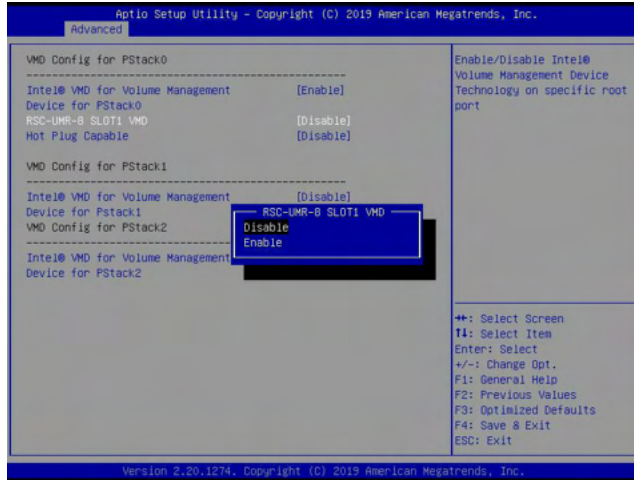 Aptio Setup Utility – Copyright (C) 2019 American Megatrends, Inc.
Advanced
VMD Config for PStack0
Intel® VMD for Volume Management [Enable]
Device for PStack0
RSC-UMR-8 SLOT1 VMD [Disable]
Hot Plug Capable [Disable]
VMD Config for PStack1
Intel® VMD for Volume Management [Disable]
Device for Pstack1
VMD Config for PStack2
Intel® VMD for Volume Management
Device for PStack2
RSC-UMR-8 SLOT1 VMD
Disable
Enable
Enable/Disable Intel®
Volume Management Device
Technology on specific root
port
→←: Select Screen
↑↓: Select Item
Enter: Select
+/-: Change Opt.
F1: General Help
F2: Previous Values
F3: Optimized Defaults
F4: Save & Exit
ESC: Exit
Version 2.20.1274. Copyright (C) 2019 American Megatrends, Inc.